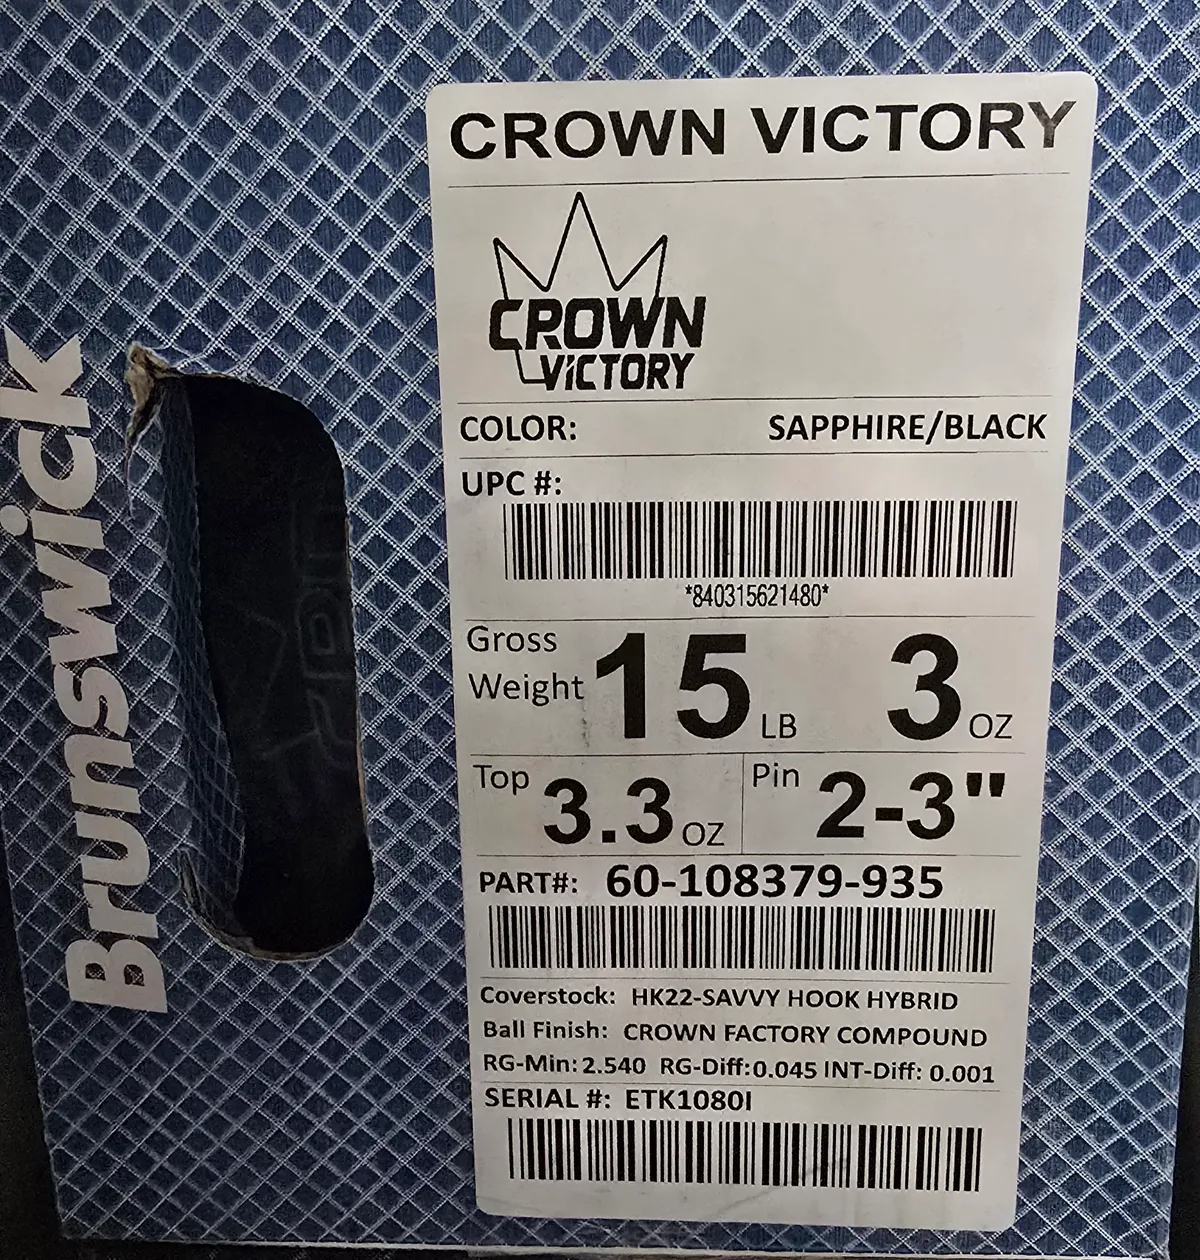 Brunswick
CROWN VICTORY
CROWN
VICTORY
COLOR: SAPPHIRE/BLACK
UPC #:
*840315621480*
Gross
Weight 15 LB 3 OZ
Top 3.3 OZ Pin 2-3"
PART#: 60-108379-935
Coverstock: HK22-SAVVY HOOK HYBRID
Ball Finish: CROWN FACTORY COMPOUND
RG-Min: 2.540 RG-Diff: 0.045 INT-Diff: 0.001
SERIAL #: ETK1080I